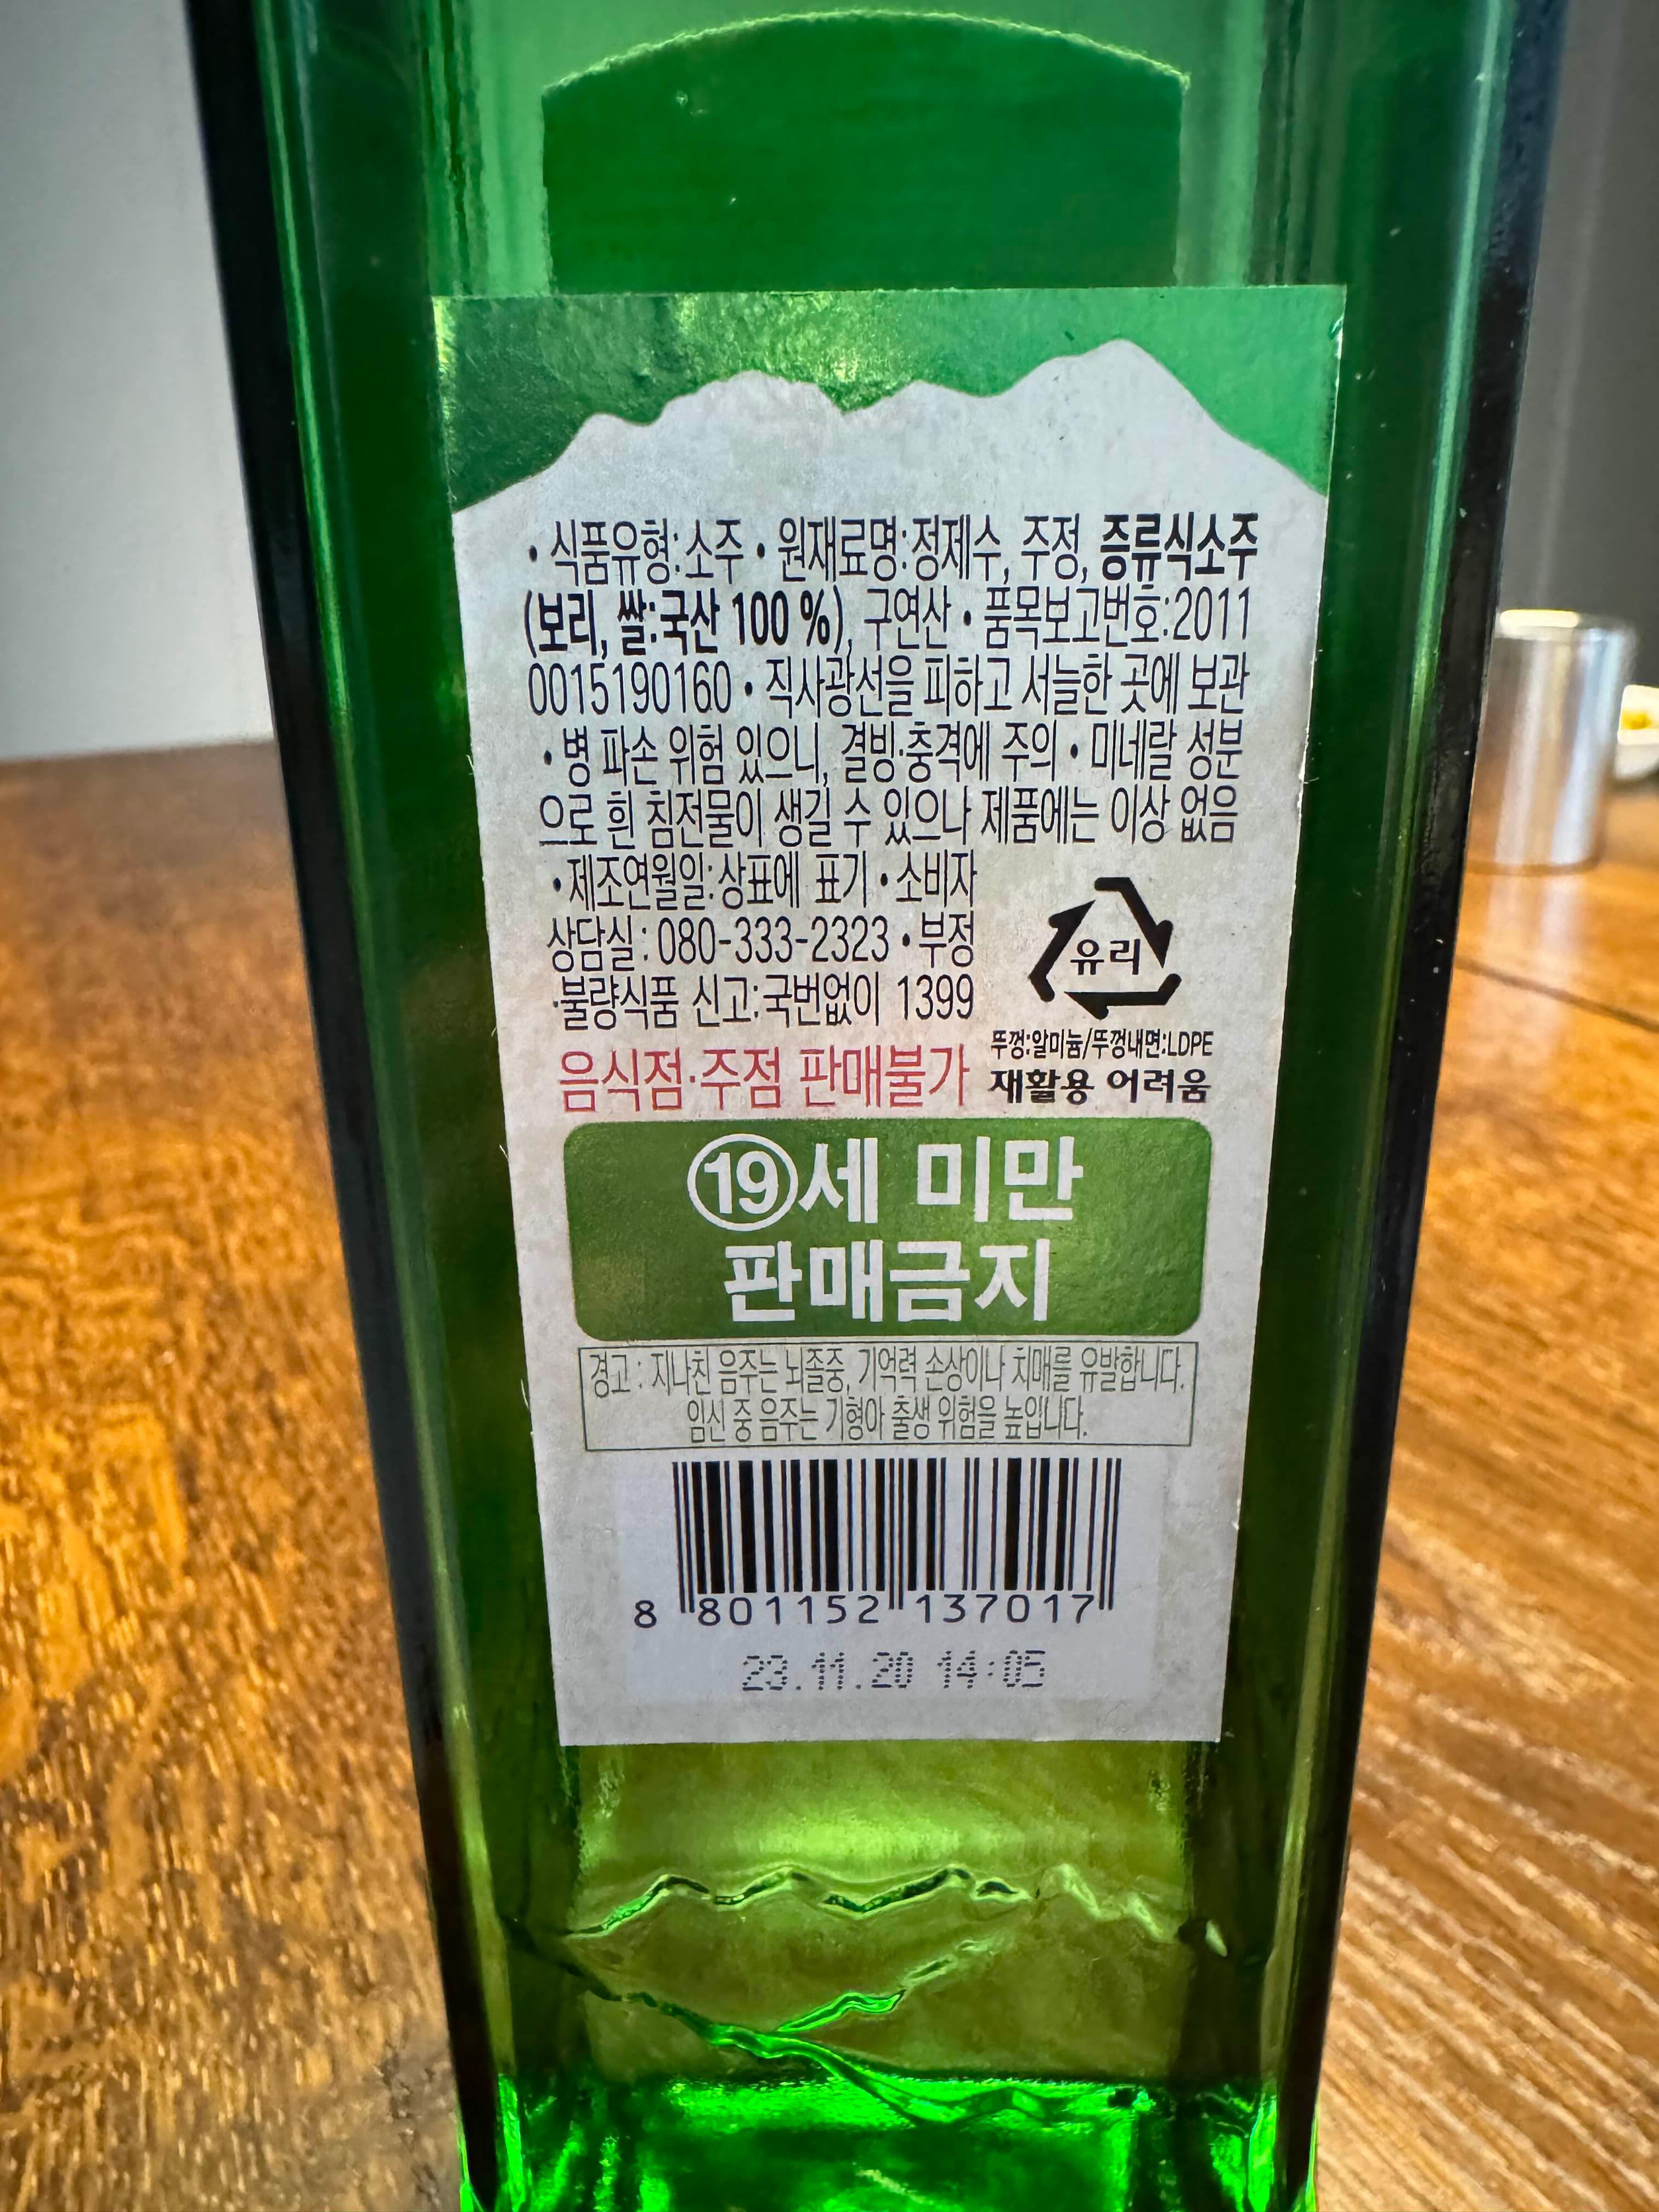 • 식품유형:소주 • 원재료명:정제수, 주정, 증류식소주
(보리, 쌀:국산 100 %), 구연산 • 품목보고번호:2011
0015190160 • 직사광선을 피하고 서늘한 곳에 보관
• 병 파손 위험 있으니, 결빙·충격에 주의 • 미네랄 성분
으로 흰 침전물이 생길 수 있으나 제품에는 이상 없음
• 제조연월일:상표에 표기 • 소비자
상담실: 080-333-2323 • 부정
·불량식품 신고:국번없이 1399
음식점·주점 판매불가
유리
뚜껑:알미늄/뚜껑내면:LDPE
재활용 어려움
⑲세 미만
판매금지
경고 : 지나친 음주는 뇌졸중, 기억력 손상이나 치매를 유발합니다.
임신 중 음주는 기형아 출생 위험을 높입니다.
8 801152 137017
23.11.20 14:05